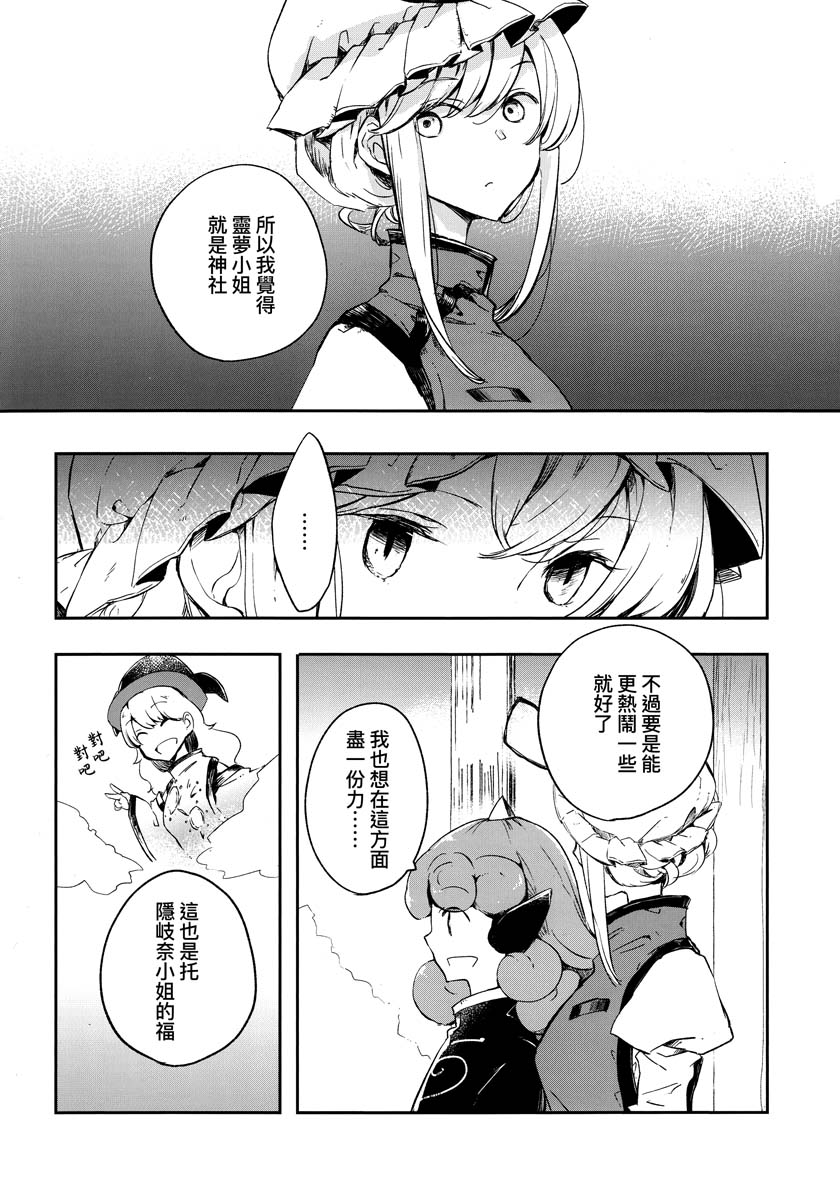 所以我覺得
靈夢小姐
就是神社
……
不過要是能
更熱鬧一些
就好了
我也想在這方面
盡一份力……
對吧
對吧
這也是托
隱岐奈小姐的福